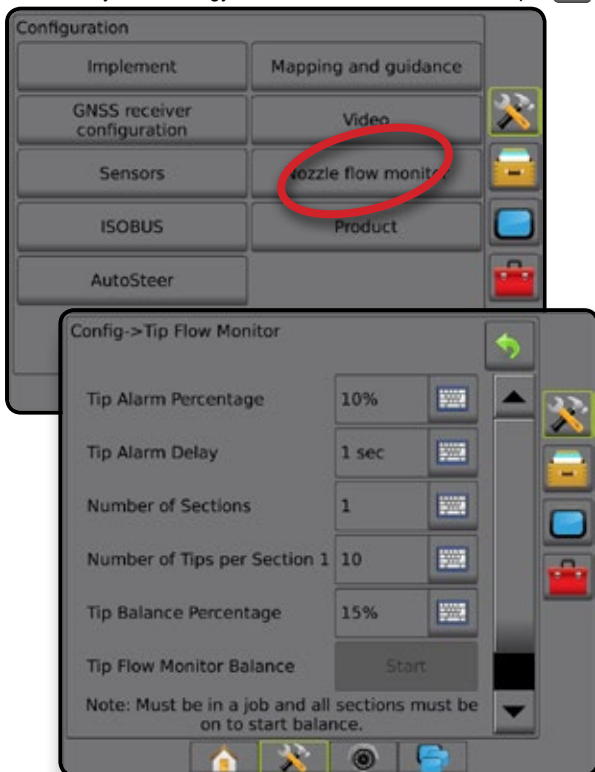 Configuration
Implement
Mapping and guidance
GNSS receiver
configuration
Video
Sensors
Nozzle flow monitor
ISOBUS
Product
AutoSteer
Config->Tip Flow Monitor
Tip Alarm Percentage
10%
Tip Alarm Delay
1 sec
Number of Sections
1
Number of Tips per Section 1
10
Tip Balance Percentage
15%
Tip Flow Monitor Balance
Start
Note: Must be in a job and all sections must be
on to start balance.